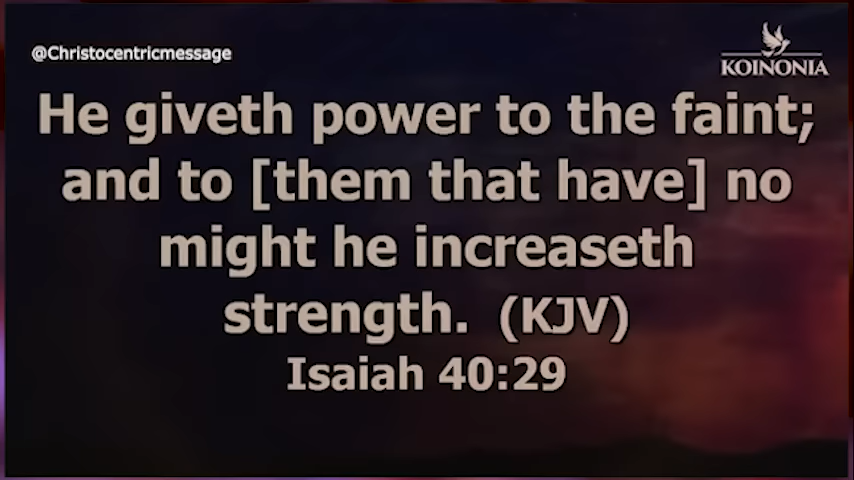 @Christocentricmessage
KOINONIA
He giveth power to the faint;
and to [them that have] no
might he increaseth
strength. (KJV)
Isaiah 40:29